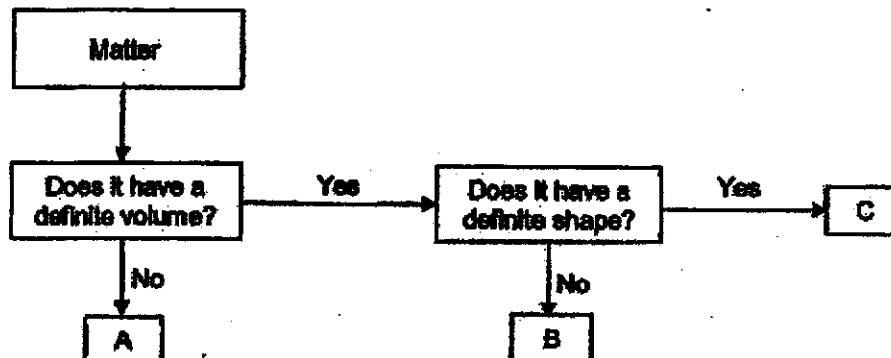 Matter
Does it have a
definite volume?
Yes
Does it have a
definite shape?
Yes
C
No
No
A
B